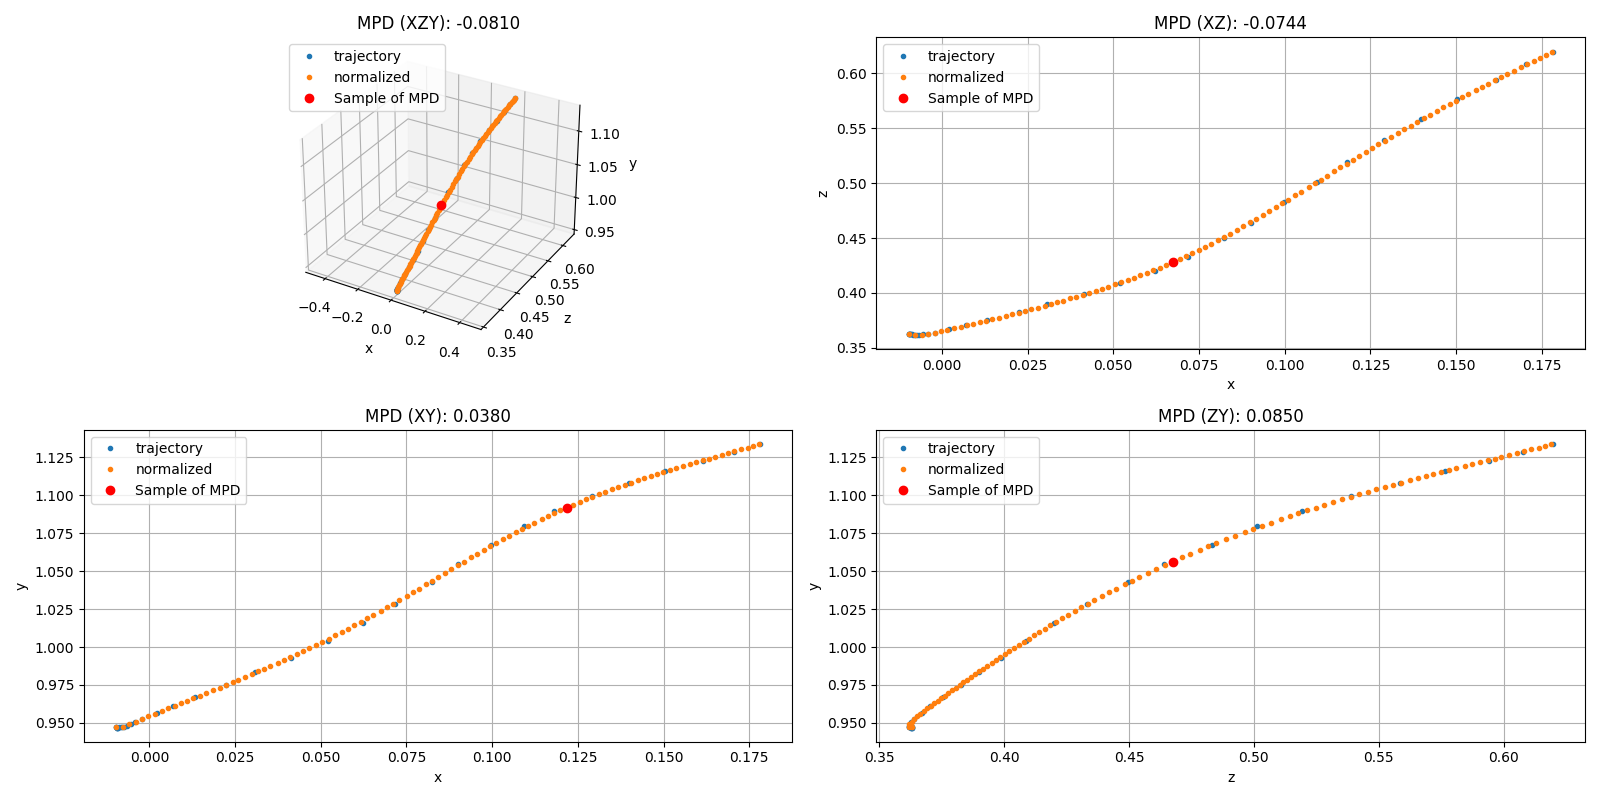 MPD (XZY): -0.0810
trajectory
normalized
Sample of MPD
1.10
1.05
1.00
0.95
y
0.60
0.55
0.50
0.45
0.40
0.35
z
−0.4
−0.2
0.0
0.2
0.4
x
MPD (XZ): -0.0744
trajectory
normalized
Sample of MPD
0.60
0.55
0.50
0.45
0.40
0.35
z
0.000
0.025
0.050
0.075
0.100
0.125
0.150
0.175
x
MPD (XY): 0.0380
trajectory
normalized
Sample of MPD
1.125
1.100
1.075
1.050
1.025
1.000
0.975
0.950
y
0.000
0.025
0.050
0.075
0.100
0.125
0.150
0.175
x
MPD (ZY): 0.0850
trajectory
normalized
Sample of MPD
1.125
1.100
1.075
1.050
1.025
1.000
0.975
0.950
y
0.35
0.40
0.45
0.50
0.55
0.60
z